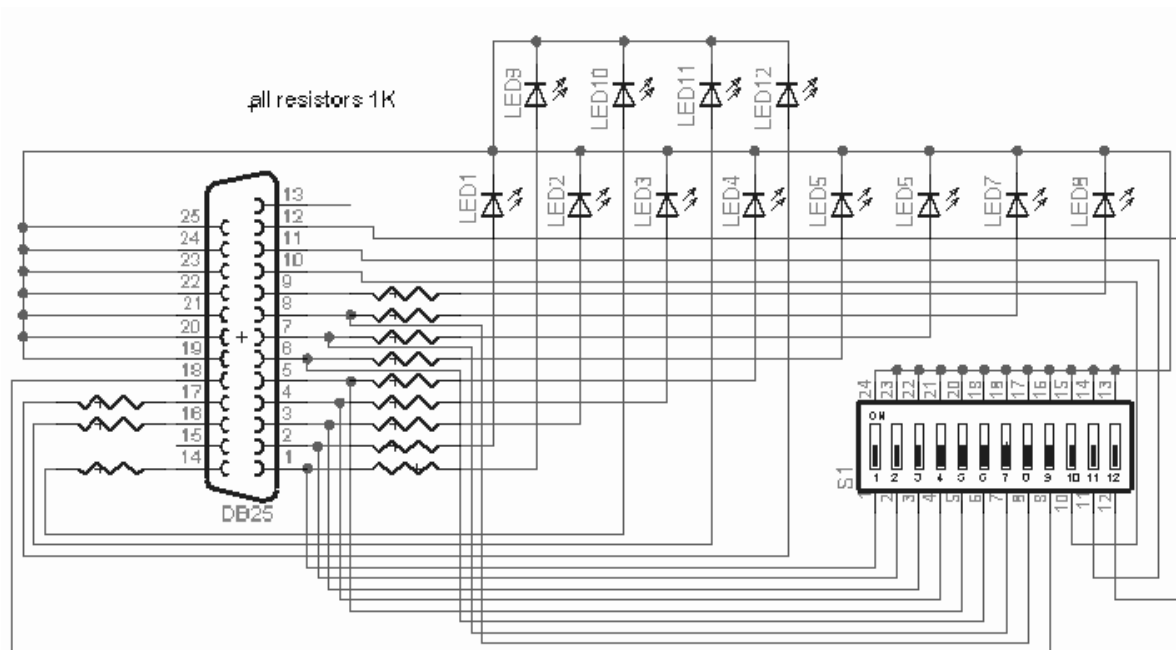 LED9 LED10 LED11 LED12
all resistors 1K
LED1 LED2 LED3 LED4 LED5 LED6 LED7 LED8
13
25 12
24 11
23 10
22 9
21 8
20 7
19 6
18 5
17 4
16 3
15 2
14 1
DB25
24 23 22 21 20 19 18 17 16 15 14 13
ON
1 2 3 4 5 6 7 8 9 10 11 12
S1
1 2 3 4 5 6 7 8 9 10 11 12